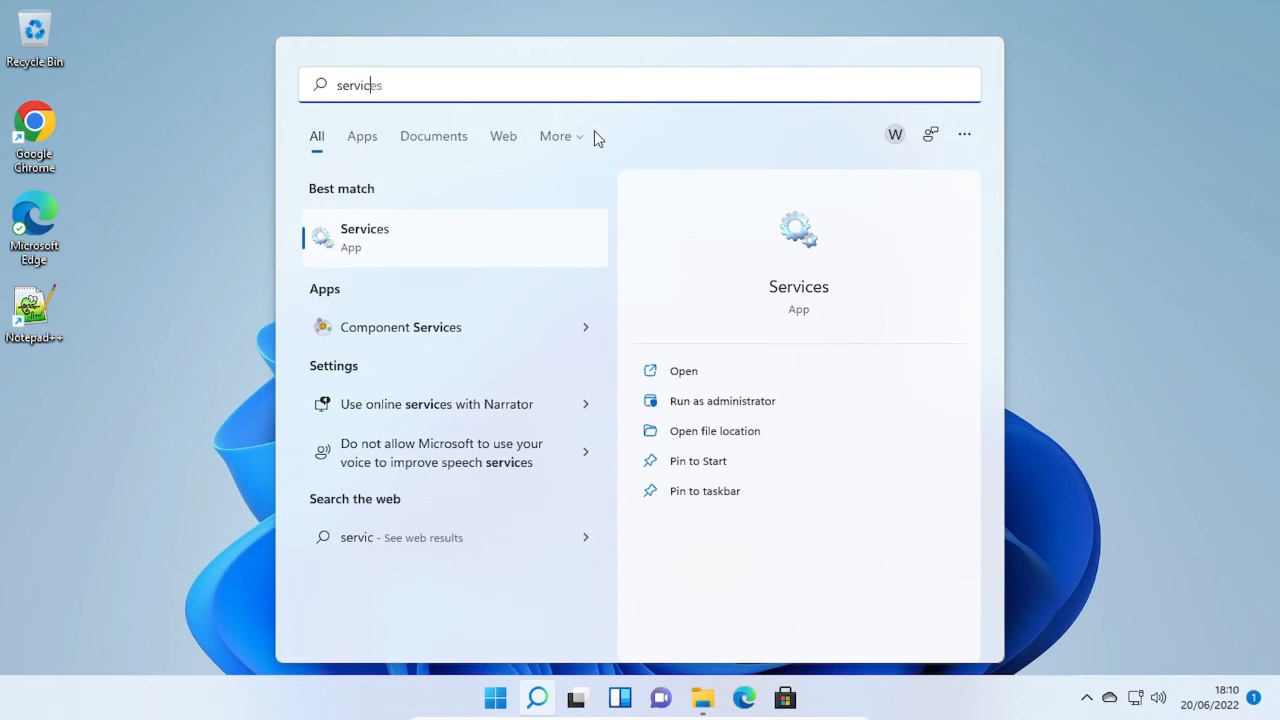 Recycle Bin
Google
Chrome
Microsoft
Edge
Notepad++
services
All
Apps
Documents
Web
More
W
Best match
Services
App
Apps
Component Services
Settings
Use online services with Narrator
Do not allow Microsoft to use your
voice to improve speech services
Search the web
servic - See web results
Services
App
Open
Run as administrator
Open file location
Pin to Start
Pin to taskbar
18:10
20/06/2022
1